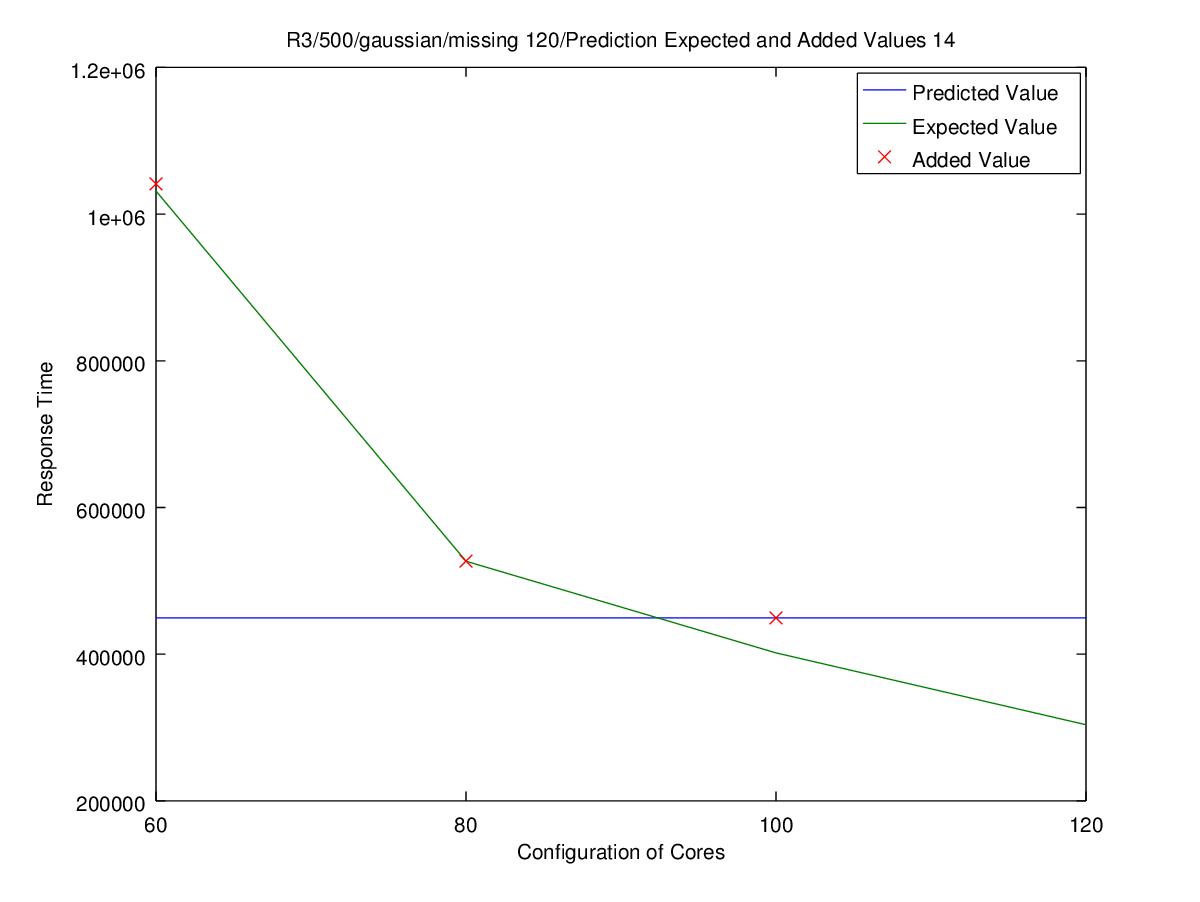 R3/500/gaussian/missing 120/Prediction Expected and Added Values 14
1.2e+06
1e+06
800000
600000
400000
200000
Response Time
Predicted Value
Expected Value
Added Value
60 80 100 120
Configuration of Cores